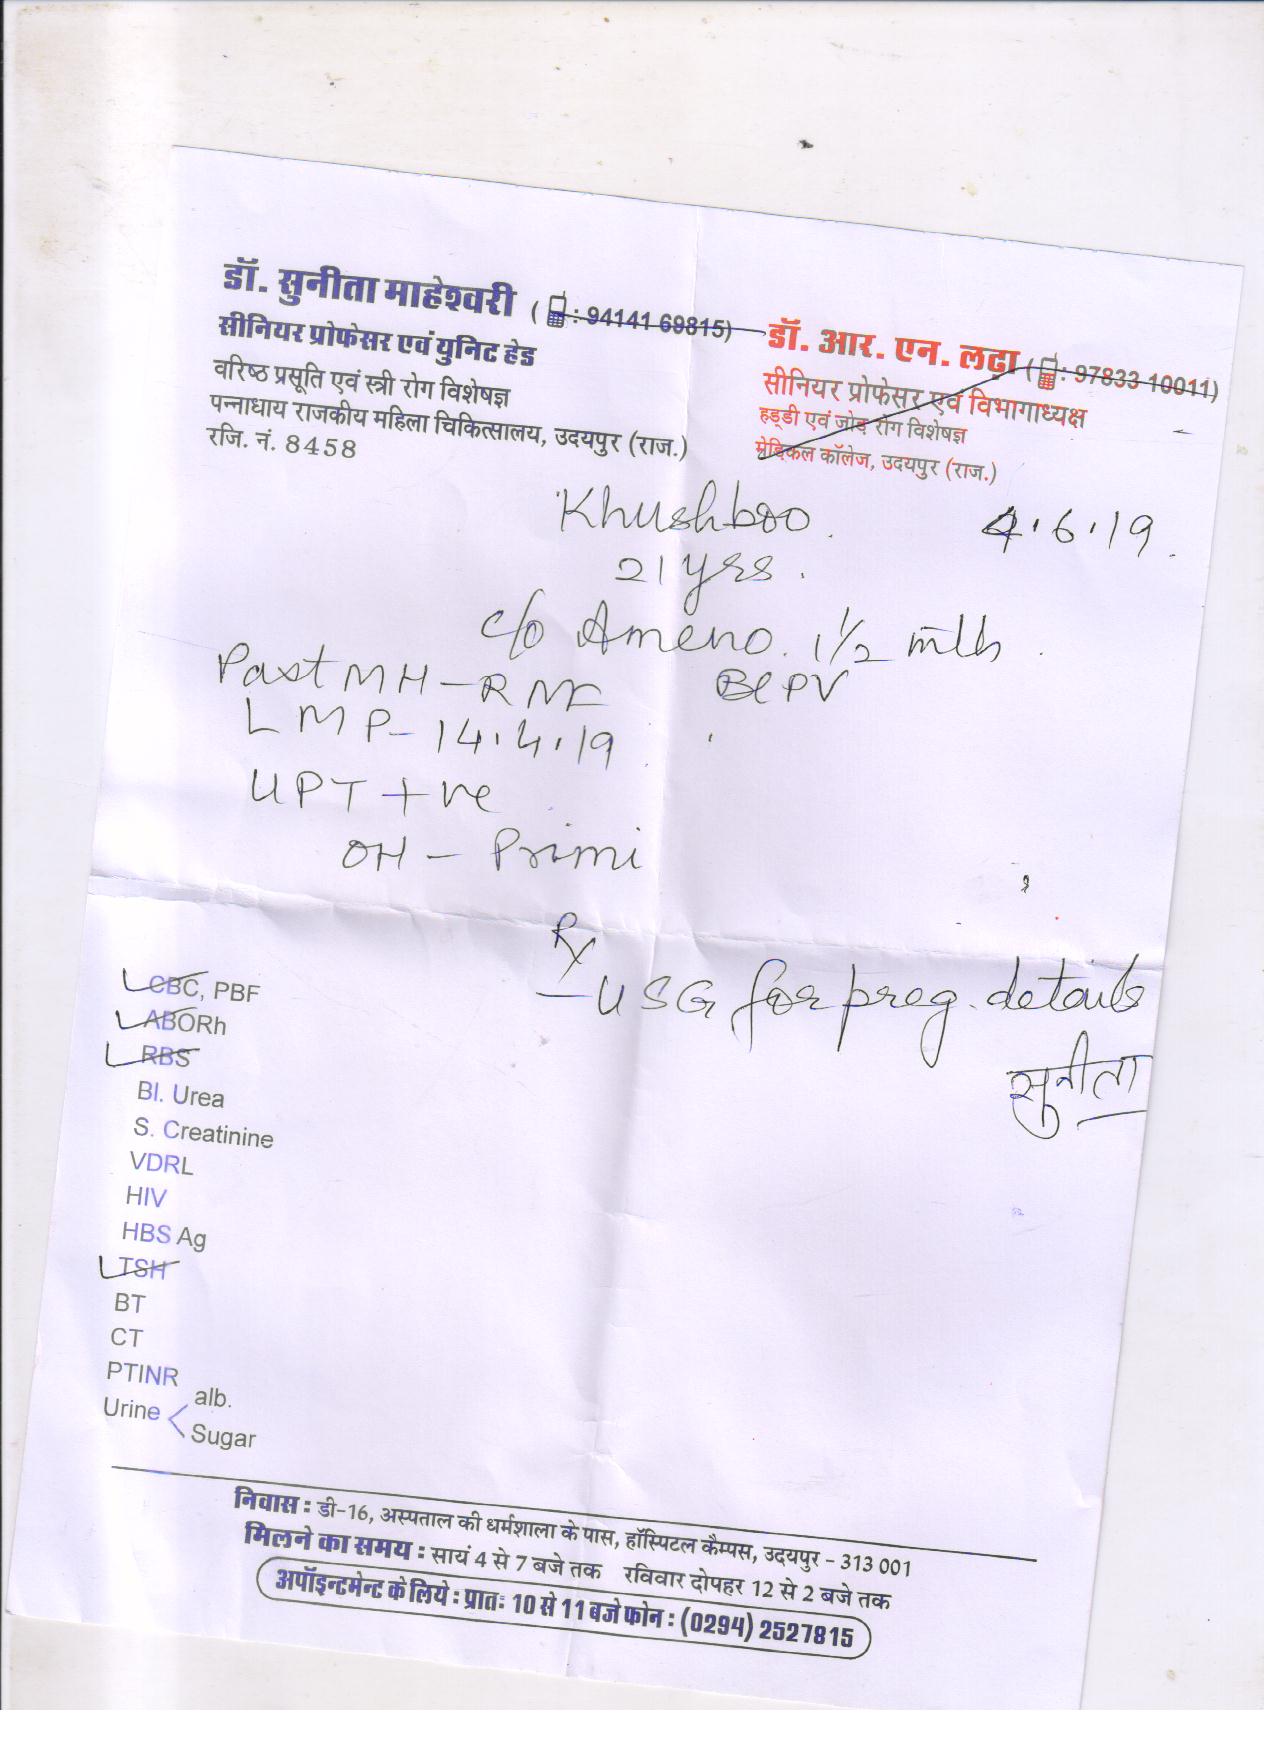 डॉ. सुनीता माहेश्वरी (: 94141 69815)
सीनियर प्रोफेसर एवं युनिट हेड
वरिष्ठ प्रसूति एवं स्त्री रोग विशेषज्ञ
पन्नाधाय राजकीय महिला चिकित्सालय, उदयपुर (राज.)
रजि. नं. 8458
डॉ. आर. एन. लढ़ा (: 97833 10011)
सीनियर प्रोफेसर एवं विभागाध्यक्ष
हड्डी एवं जोड़ रोग विशेषज्ञ
मेडिकल कॉलेज, उदयपुर (राज.)
Khushboo 4.6.19
21 yrs
c/o Ameno. 1 1/2 mth
Past MH - R PV
LMP - 14.4.19
UPT +ve
OH - Primi
Rx
- USG for preg. details
सुनीता
CBC, PBF
ABORh
RBS
Bl. Urea
S. Creatinine
VDRL
HIV
HBS Ag
TSH
BT
CT
PTINR
Urine < alb.
Sugar
निवास : डी-16, अस्पताल की धर्मशाला के पास, हॉस्पिटल कैम्पस, उदयपुर - 313 001
मिलने का समय : सायं 4 से 7 बजे तक रविवार दोपहर 12 से 2 बजे तक
अपॉइन्टमेन्ट के लिये : प्रातः 10 से 11 बजे फोन : (0294) 2527815